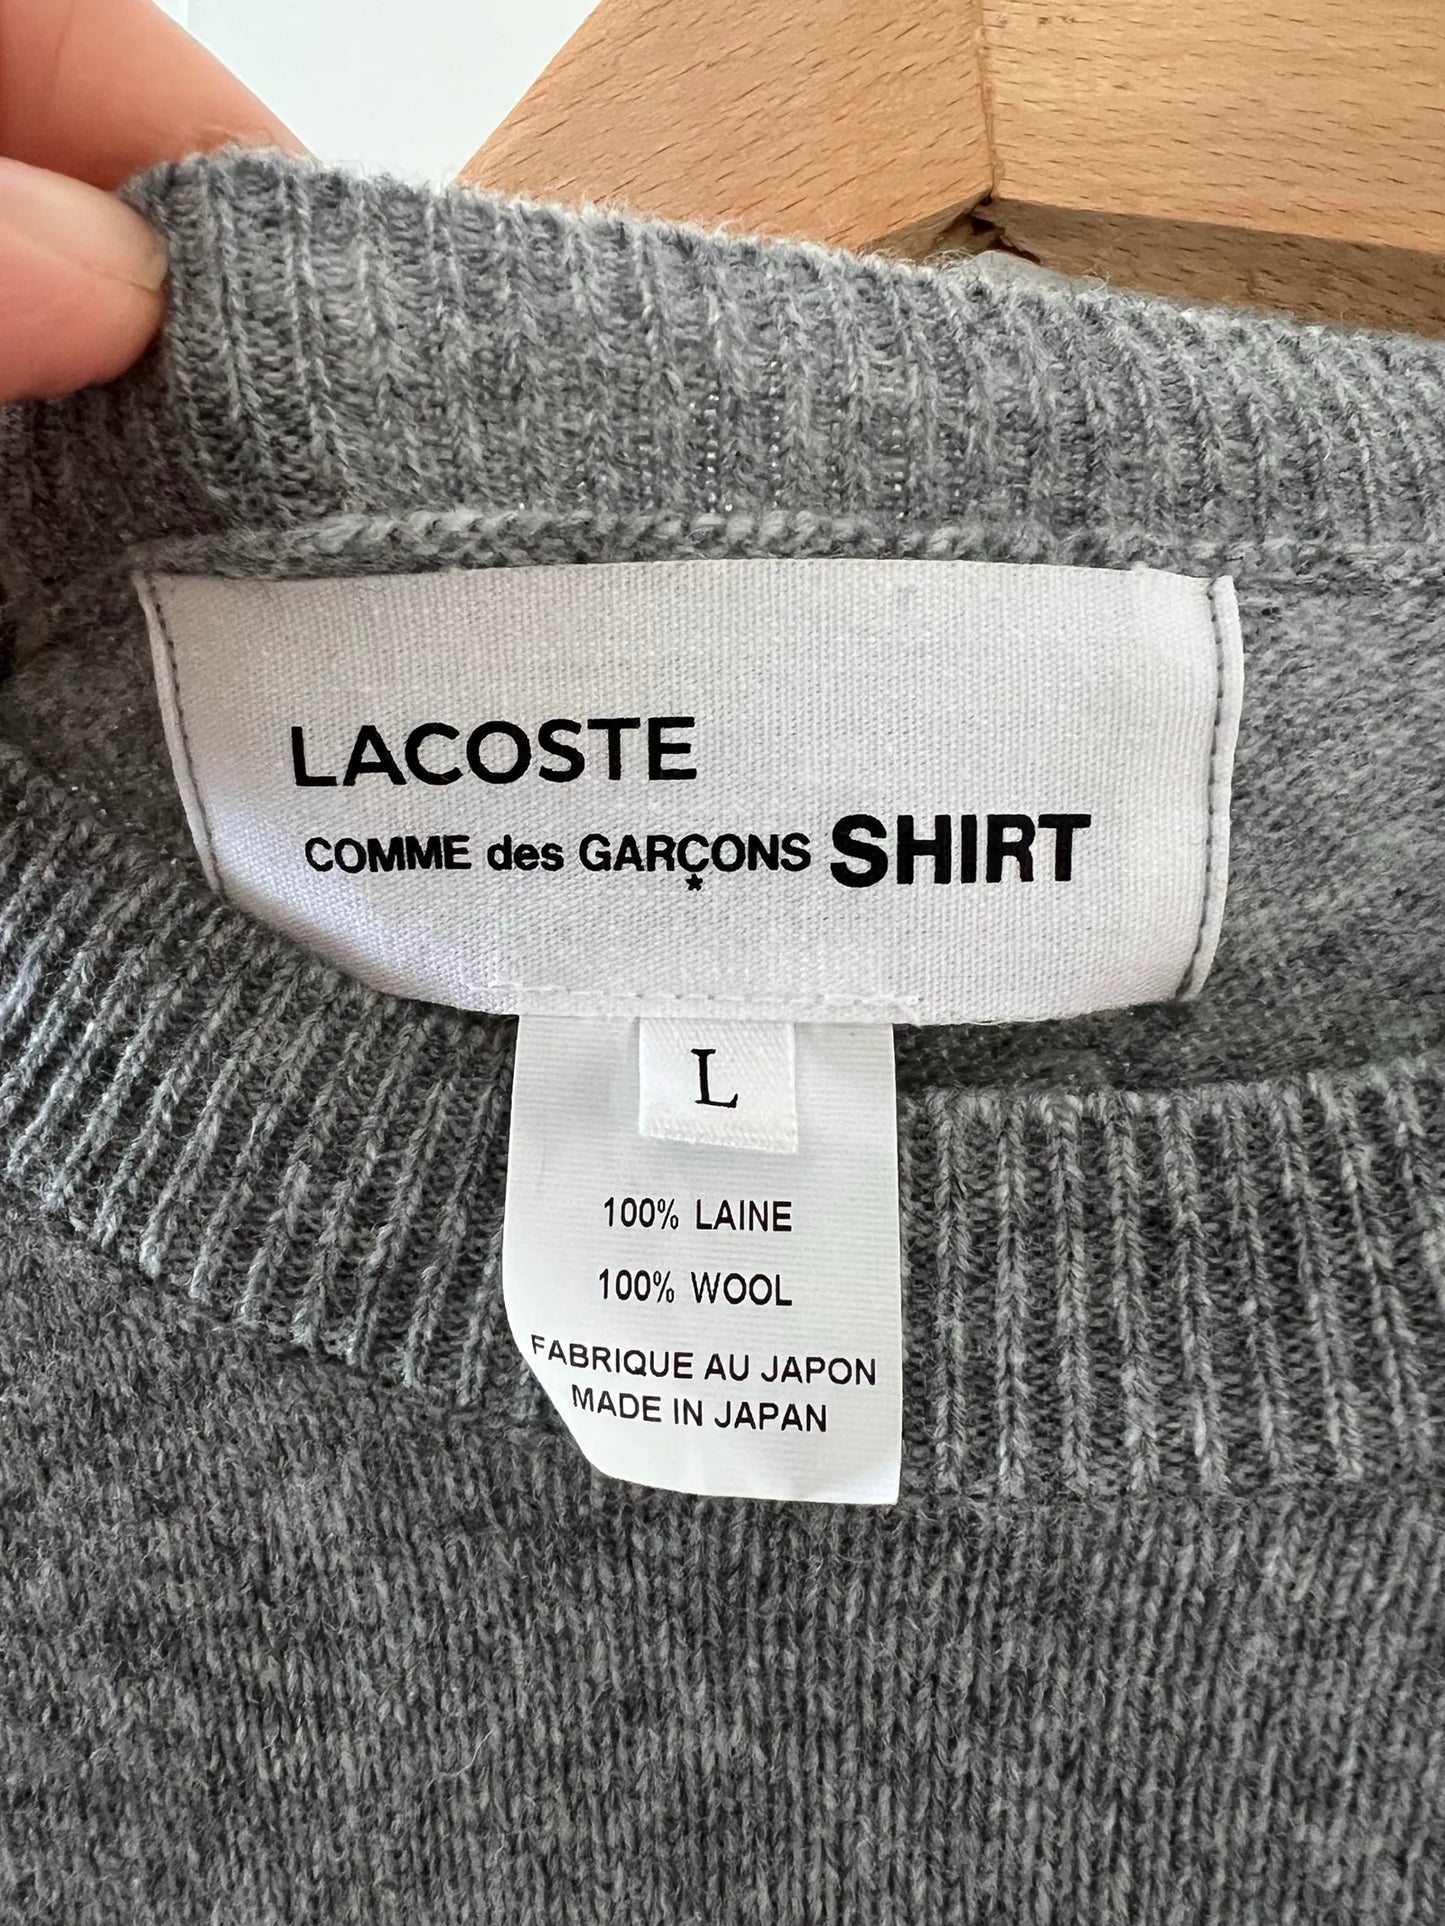 LACOSTE
COMME des GARÇONS SHIRT
L
100% LAINE
100% WOOL
FABRIQUE AU JAPON
MADE IN JAPAN